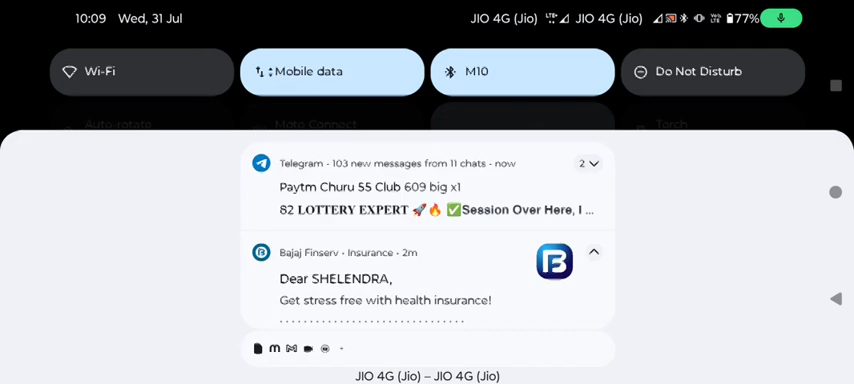 10:09 Wed, 31 Jul JIO 4G (Jio) LTE+ JIO 4G (Jio) VoLTE 77%
Wi-Fi Mobile data M10 Do Not Disturb
Auto-rotate Moto Connect Torch
Telegram • 103 new messages from 11 chats • now 2
Paytm Churu 55 Club 609 big x1
82 𝐋𝐎𝐓𝐓𝐄𝐑𝐘 𝐄𝐗𝐏𝐄𝐑𝐓 🚀🔥 ✅Session Over Here, I ...
Bajaj Finserv • Insurance • 2m
Dear SHELENDRA,
Get stress free with health insurance!
. . . . . . . . . . . . . . . . . . . . . . . . . . . . . .
JIO 4G (Jio) – JIO 4G (Jio)